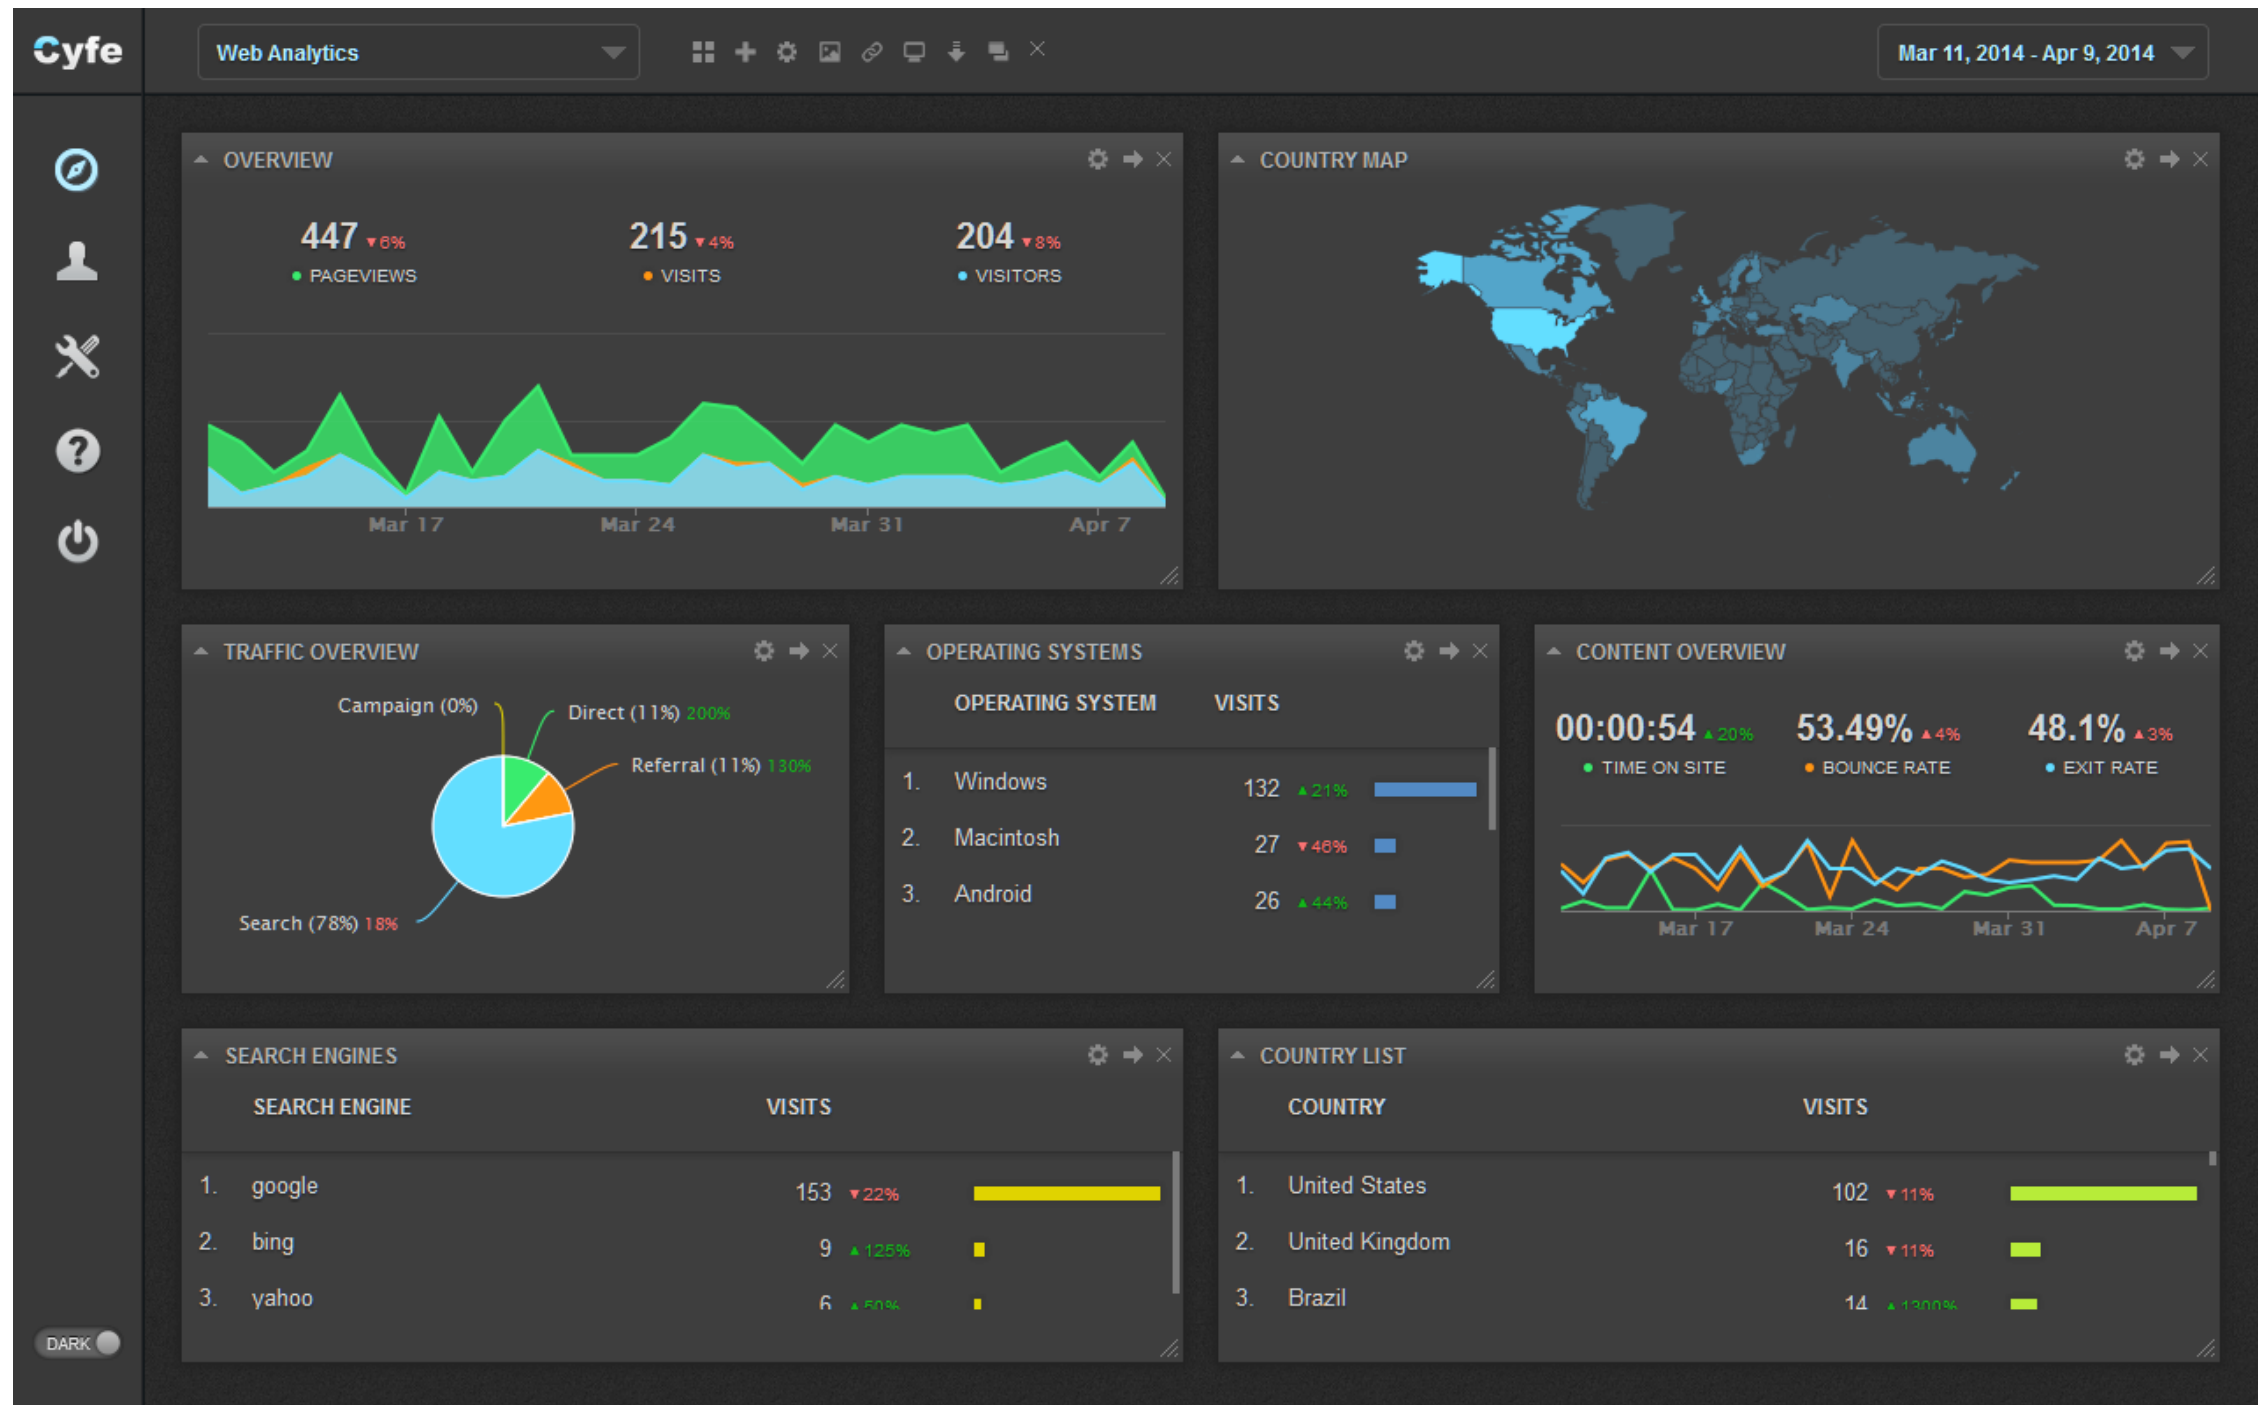 Cyfe
Web Analytics
Mar 11, 2014 - Apr 9, 2014
OVERVIEW
447 ▼6%
PAGEVIEWS
215 ▼4%
VISITS
204 ▼8%
VISITORS
Mar 17 Mar 24 Mar 31 Apr 7
COUNTRY MAP
TRAFFIC OVERVIEW
Campaign (0%)
Direct (11%) 200%
Referral (11%) 130%
Search (78%) 18%
OPERATING SYSTEMS
OPERATING SYSTEM VISITS
1. Windows 132 ▲21%
2. Macintosh 27 ▼46%
3. Android 26 ▲44%
CONTENT OVERVIEW
00:00:54 ▲20%
TIME ON SITE
53.49% ▲4%
BOUNCE RATE
48.1% ▲3%
EXIT RATE
Mar 17 Mar 24 Mar 31 Apr 7
SEARCH ENGINES
SEARCH ENGINE VISITS
1. google 153 ▼22%
2. bing 9 ▲125%
3. yahoo 6 ▲50%
COUNTRY LIST
COUNTRY VISITS
1. United States 102 ▼11%
2. United Kingdom 16 ▼11%
3. Brazil 14 ▲1300%
DARK